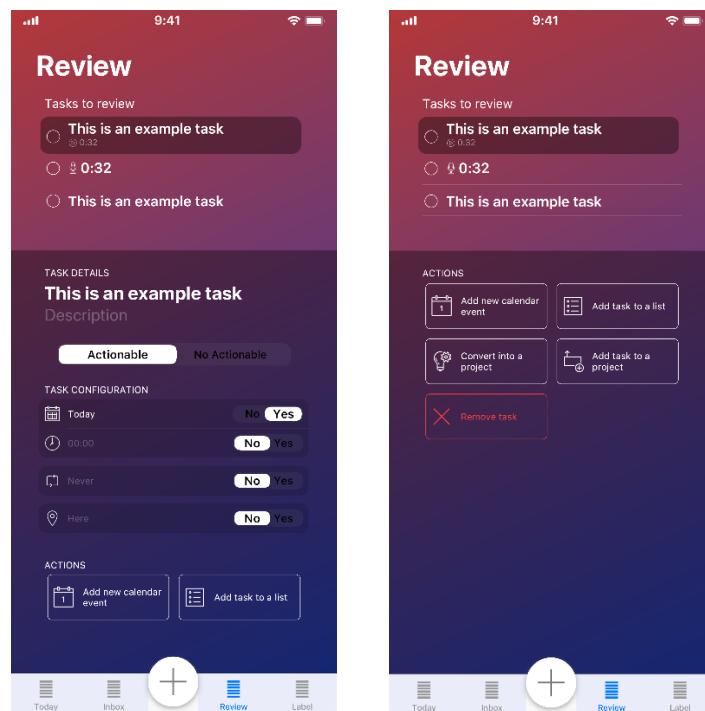 9:41
Review
Tasks to review
This is an example task
0:32
0:32
This is an example task
TASK DETAILS
This is an example task
Description
Actionable
No Actionable
TASK CONFIGURATION
Today
No Yes
00:00
No Yes
Never
No Yes
Here
No Yes
ACTIONS
1
Add new calendar
event
Add task to a list
Today
Inbox
Review
Label
9:41
Review
Tasks to review
This is an example task
0:32
0:32
This is an example task
ACTIONS
1
Add new calendar
event
Add task to a list
Convert into a
project
Add task to a
project
Remove task
Today
Inbox
Review
Label